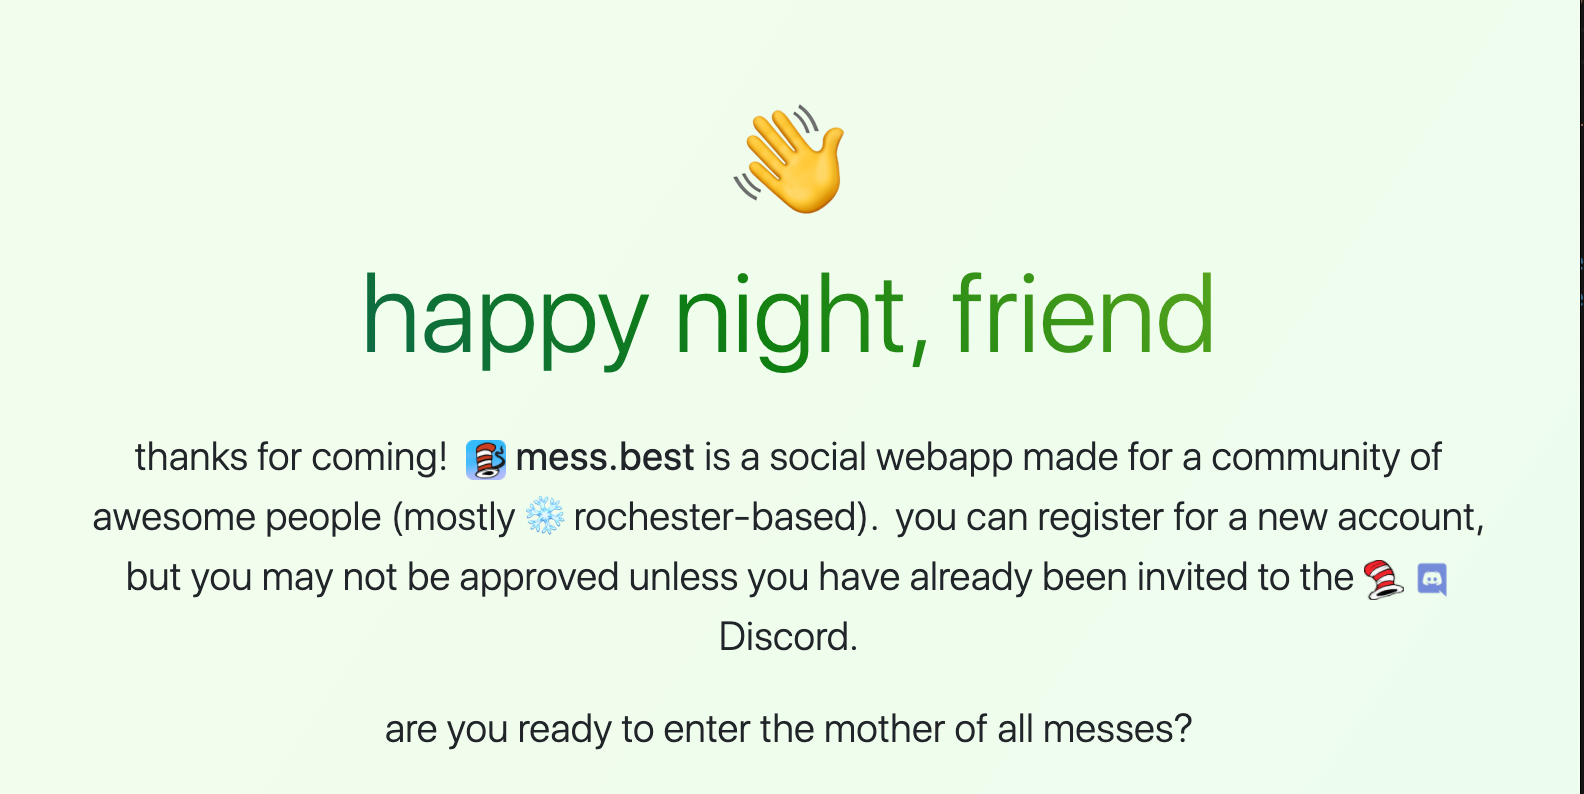 happy night, friend
thanks for coming! mess.best is a social webapp made for a community of
awesome people (mostly rochester-based). you can register for a new account,
but you may not be approved unless you have already been invited to the
Discord.
are you ready to enter the mother of all messes?